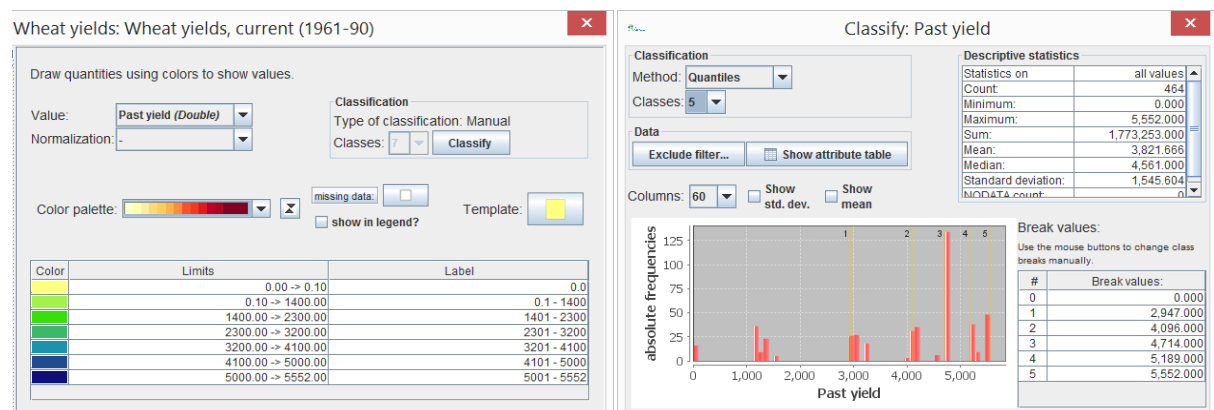 Wheat yields: Wheat yields, current (1961-90)
Draw quantities using colors to show values.
Value: Past yield (Double)
Normalization: -
Classification
Type of classification: Manual
Classes: 7 Classify
Color palette:
missing data:
show in legend?
Template:
Color Limits Label
0.00 -> 0.10 0.0
0.10 -> 1400.00 0.1 - 1400
1400.00 -> 2300.00 1401 - 2300
2300.00 -> 3200.00 2301 - 3200
3200.00 -> 4100.00 3201 - 4100
4100.00 -> 5000.00 4101 - 5000
5000.00 -> 5552.00 5001 - 5552
Classify: Past yield
Classification
Method: Quantiles
Classes: 5
Data
Exclude filter... Show attribute table
Columns: 60 Show std. dev. Show mean
Descriptive statistics
Statistics on all values
Count: 464
Minimum: 0.000
Maximum: 5,552.000
Sum: 1,773,253.000
Mean: 3,821.666
Median: 4,561.000
Standard deviation: 1,545.604
NODATA count: 0
absolute frequencies
1 2 3 4 5
125
100
75
50
25
0
0 1,000 2,000 3,000 4,000 5,000
Past yield
Break values:
Use the mouse buttons to change class
breaks manually.
# Break values:
0 0.000
1 2,947.000
2 4,096.000
3 4,714.000
4 5,189.000
5 5,552.000